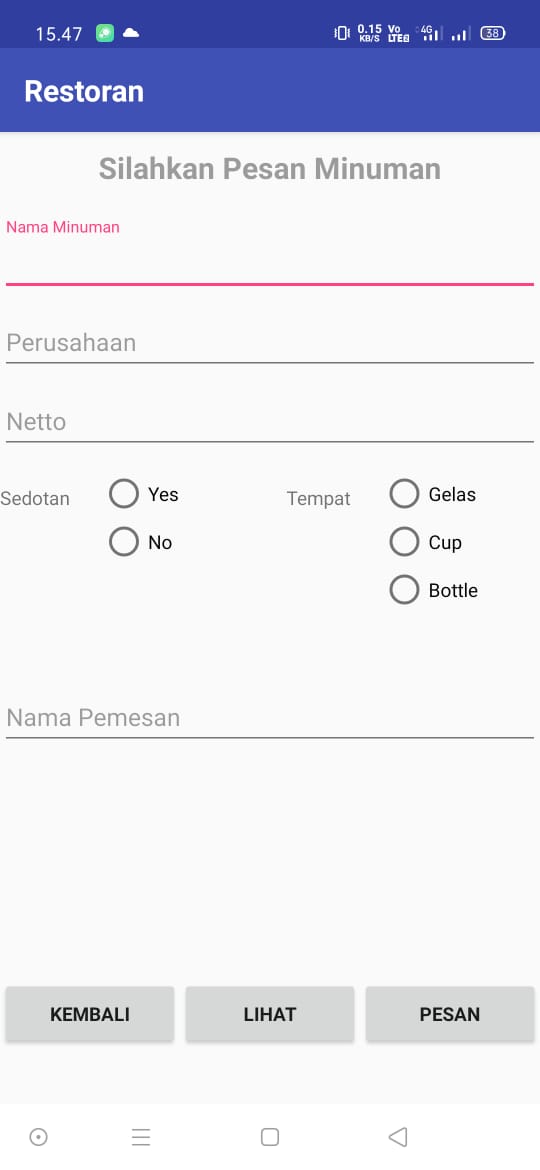 15.47 0.15 KB/S Vo LTE 4G 38
Restoran
Silahkan Pesan Minuman
Nama Minuman
Perusahaan
Netto
Sedotan Yes Tempat Gelas
No Cup
Bottle
Nama Pemesan
KEMBALI LIHAT PESAN